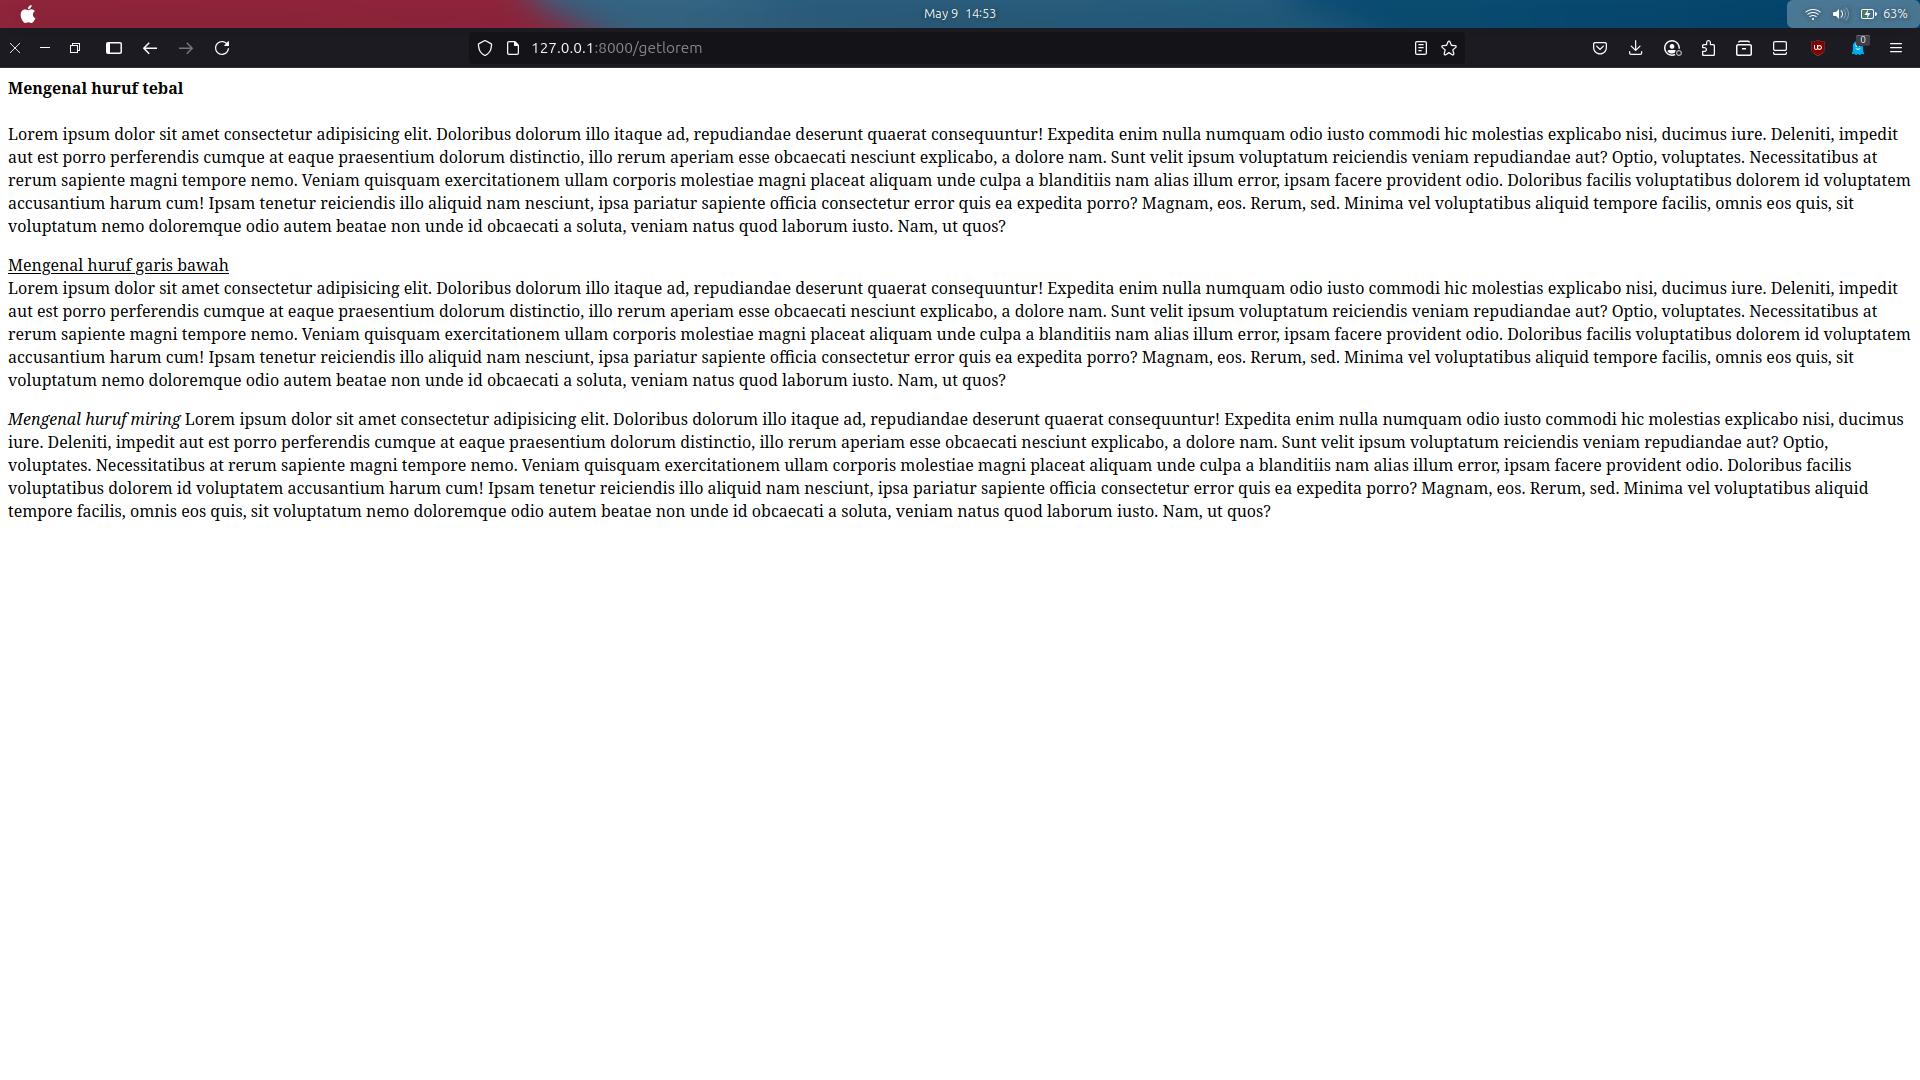 May 9 14:53
63%
127.0.0.1:8000/getlorem
0
Mengenal huruf tebal
Lorem ipsum dolor sit amet consectetur adipisicing elit. Doloribus dolorum illo itaque ad, repudiandae deserunt quaerat consequuntur! Expedita enim nulla numquam odio iusto commodi hic molestias explicabo nisi, ducimus iure. Deleniti, impedit
aut est porro perferendis cumque at eaque praesentium dolorum distinctio, illo rerum aperiam esse obcaecati nesciunt explicabo, a dolore nam. Sunt velit ipsum voluptatum reiciendis veniam repudiandae aut? Optio, voluptates. Necessitatibus at
rerum sapiente magni tempore nemo. Veniam quisquam exercitationem ullam corporis molestiae magni placeat aliquam unde culpa a blanditiis nam alias illum error, ipsam facere provident odio. Doloribus facilis voluptatibus dolorem id voluptatem
accusantium harum cum! Ipsam tenetur reiciendis illo aliquid nam nesciunt, ipsa pariatur sapiente officia consectetur error quis ea expedita porro? Magnam, eos. Rerum, sed. Minima vel voluptatibus aliquid tempore facilis, omnis eos quis, sit
voluptatum nemo doloremque odio autem beatae non unde id obcaecati a soluta, veniam natus quod laborum iusto. Nam, ut quos?
Mengenal huruf garis bawah
Lorem ipsum dolor sit amet consectetur adipisicing elit. Doloribus dolorum illo itaque ad, repudiandae deserunt quaerat consequuntur! Expedita enim nulla numquam odio iusto commodi hic molestias explicabo nisi, ducimus iure. Deleniti, impedit
aut est porro perferendis cumque at eaque praesentium dolorum distinctio, illo rerum aperiam esse obcaecati nesciunt explicabo, a dolore nam. Sunt velit ipsum voluptatum reiciendis veniam repudiandae aut? Optio, voluptates. Necessitatibus at
rerum sapiente magni tempore nemo. Veniam quisquam exercitationem ullam corporis molestiae magni placeat aliquam unde culpa a blanditiis nam alias illum error, ipsam facere provident odio. Doloribus facilis voluptatibus dolorem id voluptatem
accusantium harum cum! Ipsam tenetur reiciendis illo aliquid nam nesciunt, ipsa pariatur sapiente officia consectetur error quis ea expedita porro? Magnam, eos. Rerum, sed. Minima vel voluptatibus aliquid tempore facilis, omnis eos quis, sit
voluptatum nemo doloremque odio autem beatae non unde id obcaecati a soluta, veniam natus quod laborum iusto. Nam, ut quos?
Mengenal huruf miring Lorem ipsum dolor sit amet consectetur adipisicing elit. Doloribus dolorum illo itaque ad, repudiandae deserunt quaerat consequuntur! Expedita enim nulla numquam odio iusto commodi hic molestias explicabo nisi, ducimus
iure. Deleniti, impedit aut est porro perferendis cumque at eaque praesentium dolorum distinctio, illo rerum aperiam esse obcaecati nesciunt explicabo, a dolore nam. Sunt velit ipsum voluptatum reiciendis veniam repudiandae aut? Optio,
voluptates. Necessitatibus at rerum sapiente magni tempore nemo. Veniam quisquam exercitationem ullam corporis molestiae magni placeat aliquam unde culpa a blanditiis nam alias illum error, ipsam facere provident odio. Doloribus facilis
voluptatibus dolorem id voluptatem accusantium harum cum! Ipsam tenetur reiciendis illo aliquid nam nesciunt, ipsa pariatur sapiente officia consectetur error quis ea expedita porro? Magnam, eos. Rerum, sed. Minima vel voluptatibus aliquid
tempore facilis, omnis eos quis, sit voluptatum nemo doloremque odio autem beatae non unde id obcaecati a soluta, veniam natus quod laborum iusto. Nam, ut quos?